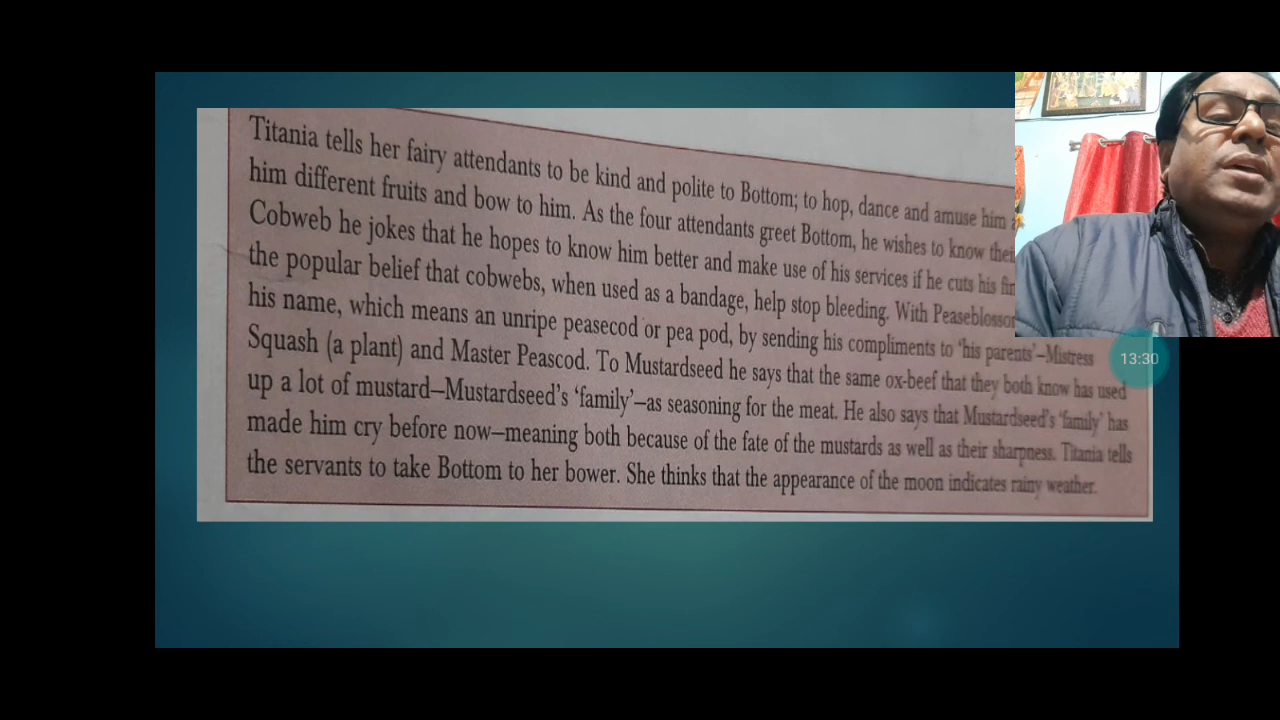 Titania tells her fairy attendants to be kind and polite to Bottom; to hop, dance and amuse him
him different fruits and bow to him. As the four attendants greet Bottom, he wishes to know
Cobweb he jokes that he hopes to know him better and make use of his services if he cuts his
the popular belief that cobwebs, when used as a bandage, help stop bleeding. With
his name, which means an unripe peasecod or pea pod, by sending his compliments to 'his parents'–Mistress
Squash (a plant) and Master Peascod. To Mustardseed he says that the same ox-beef that they both know has used
up a lot of mustard–Mustardseed's 'family'–as seasoning for the meat. He also says that Mustardseed's 'family' has
made him cry before now–meaning both because of the fate of the mustards as well as their sharpness. Titania tells
the servants to take Bottom to her bower. She thinks that the appearance of the moon indicates rainy weather.
13:30